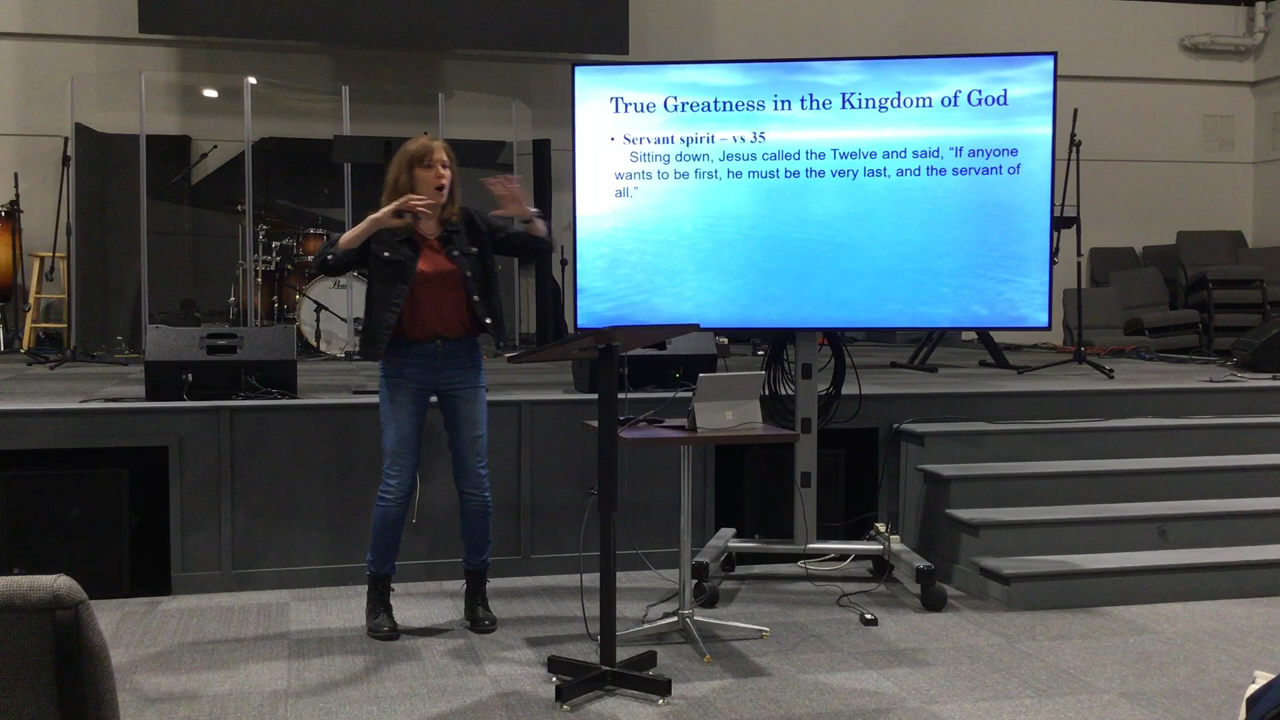 True Greatness in the Kingdom of God
• Servant spirit – vs 35
Sitting down, Jesus called the Twelve and said, “If anyone
wants to be first, he must be the very last, and the servant of
all.”